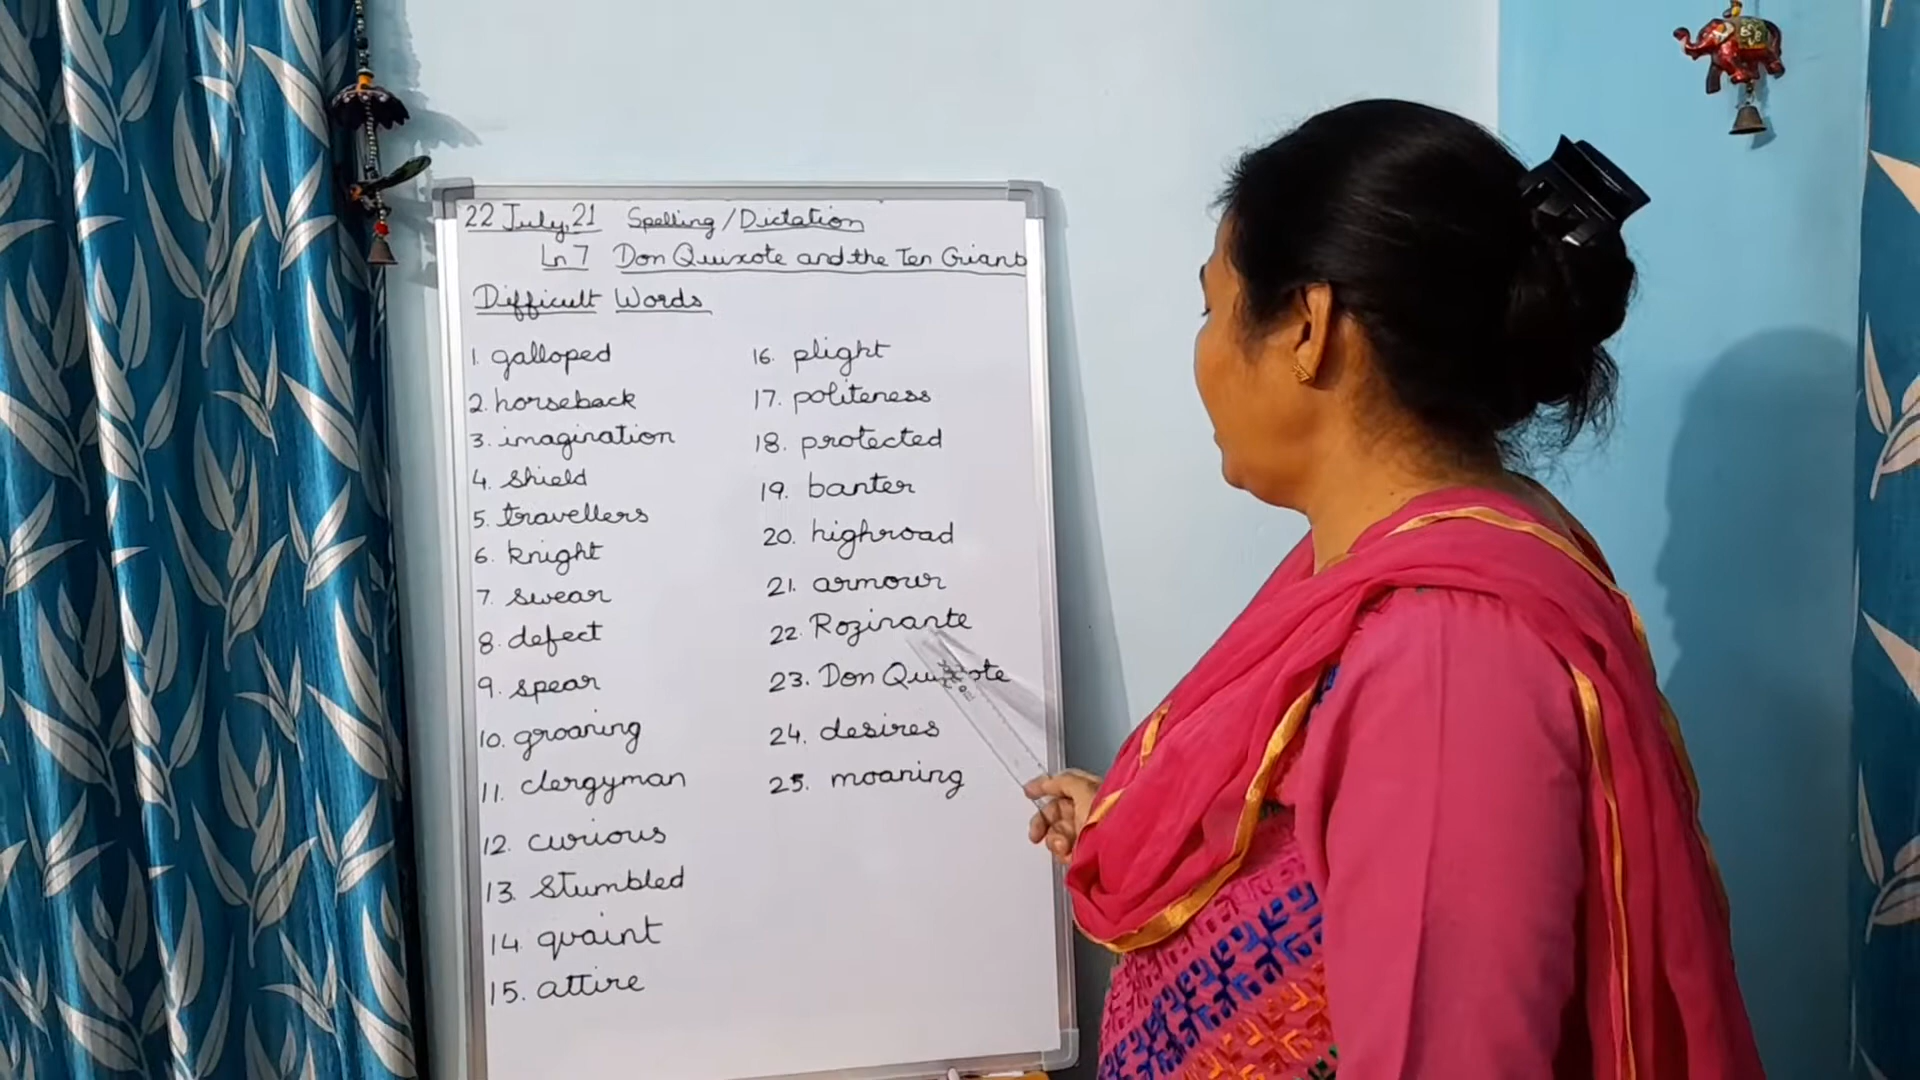 22 July, 21 Spelling / Dictation
Ln 7 Don Quixote and the Ten Giants
Difficult Words
1. galloped
2. horseback
3. imagination
4. shield
5. travellers
6. knight
7. swear
8. defect
9. spear
10. groaning
11. clergyman
12. curious
13. stumbled
14. quaint
15. attire
16. plight
17. politeness
18. protected
19. banter
20. highroad
21. armour
22. Rozinante
23. Don Quixote
24. desires
25. moaning